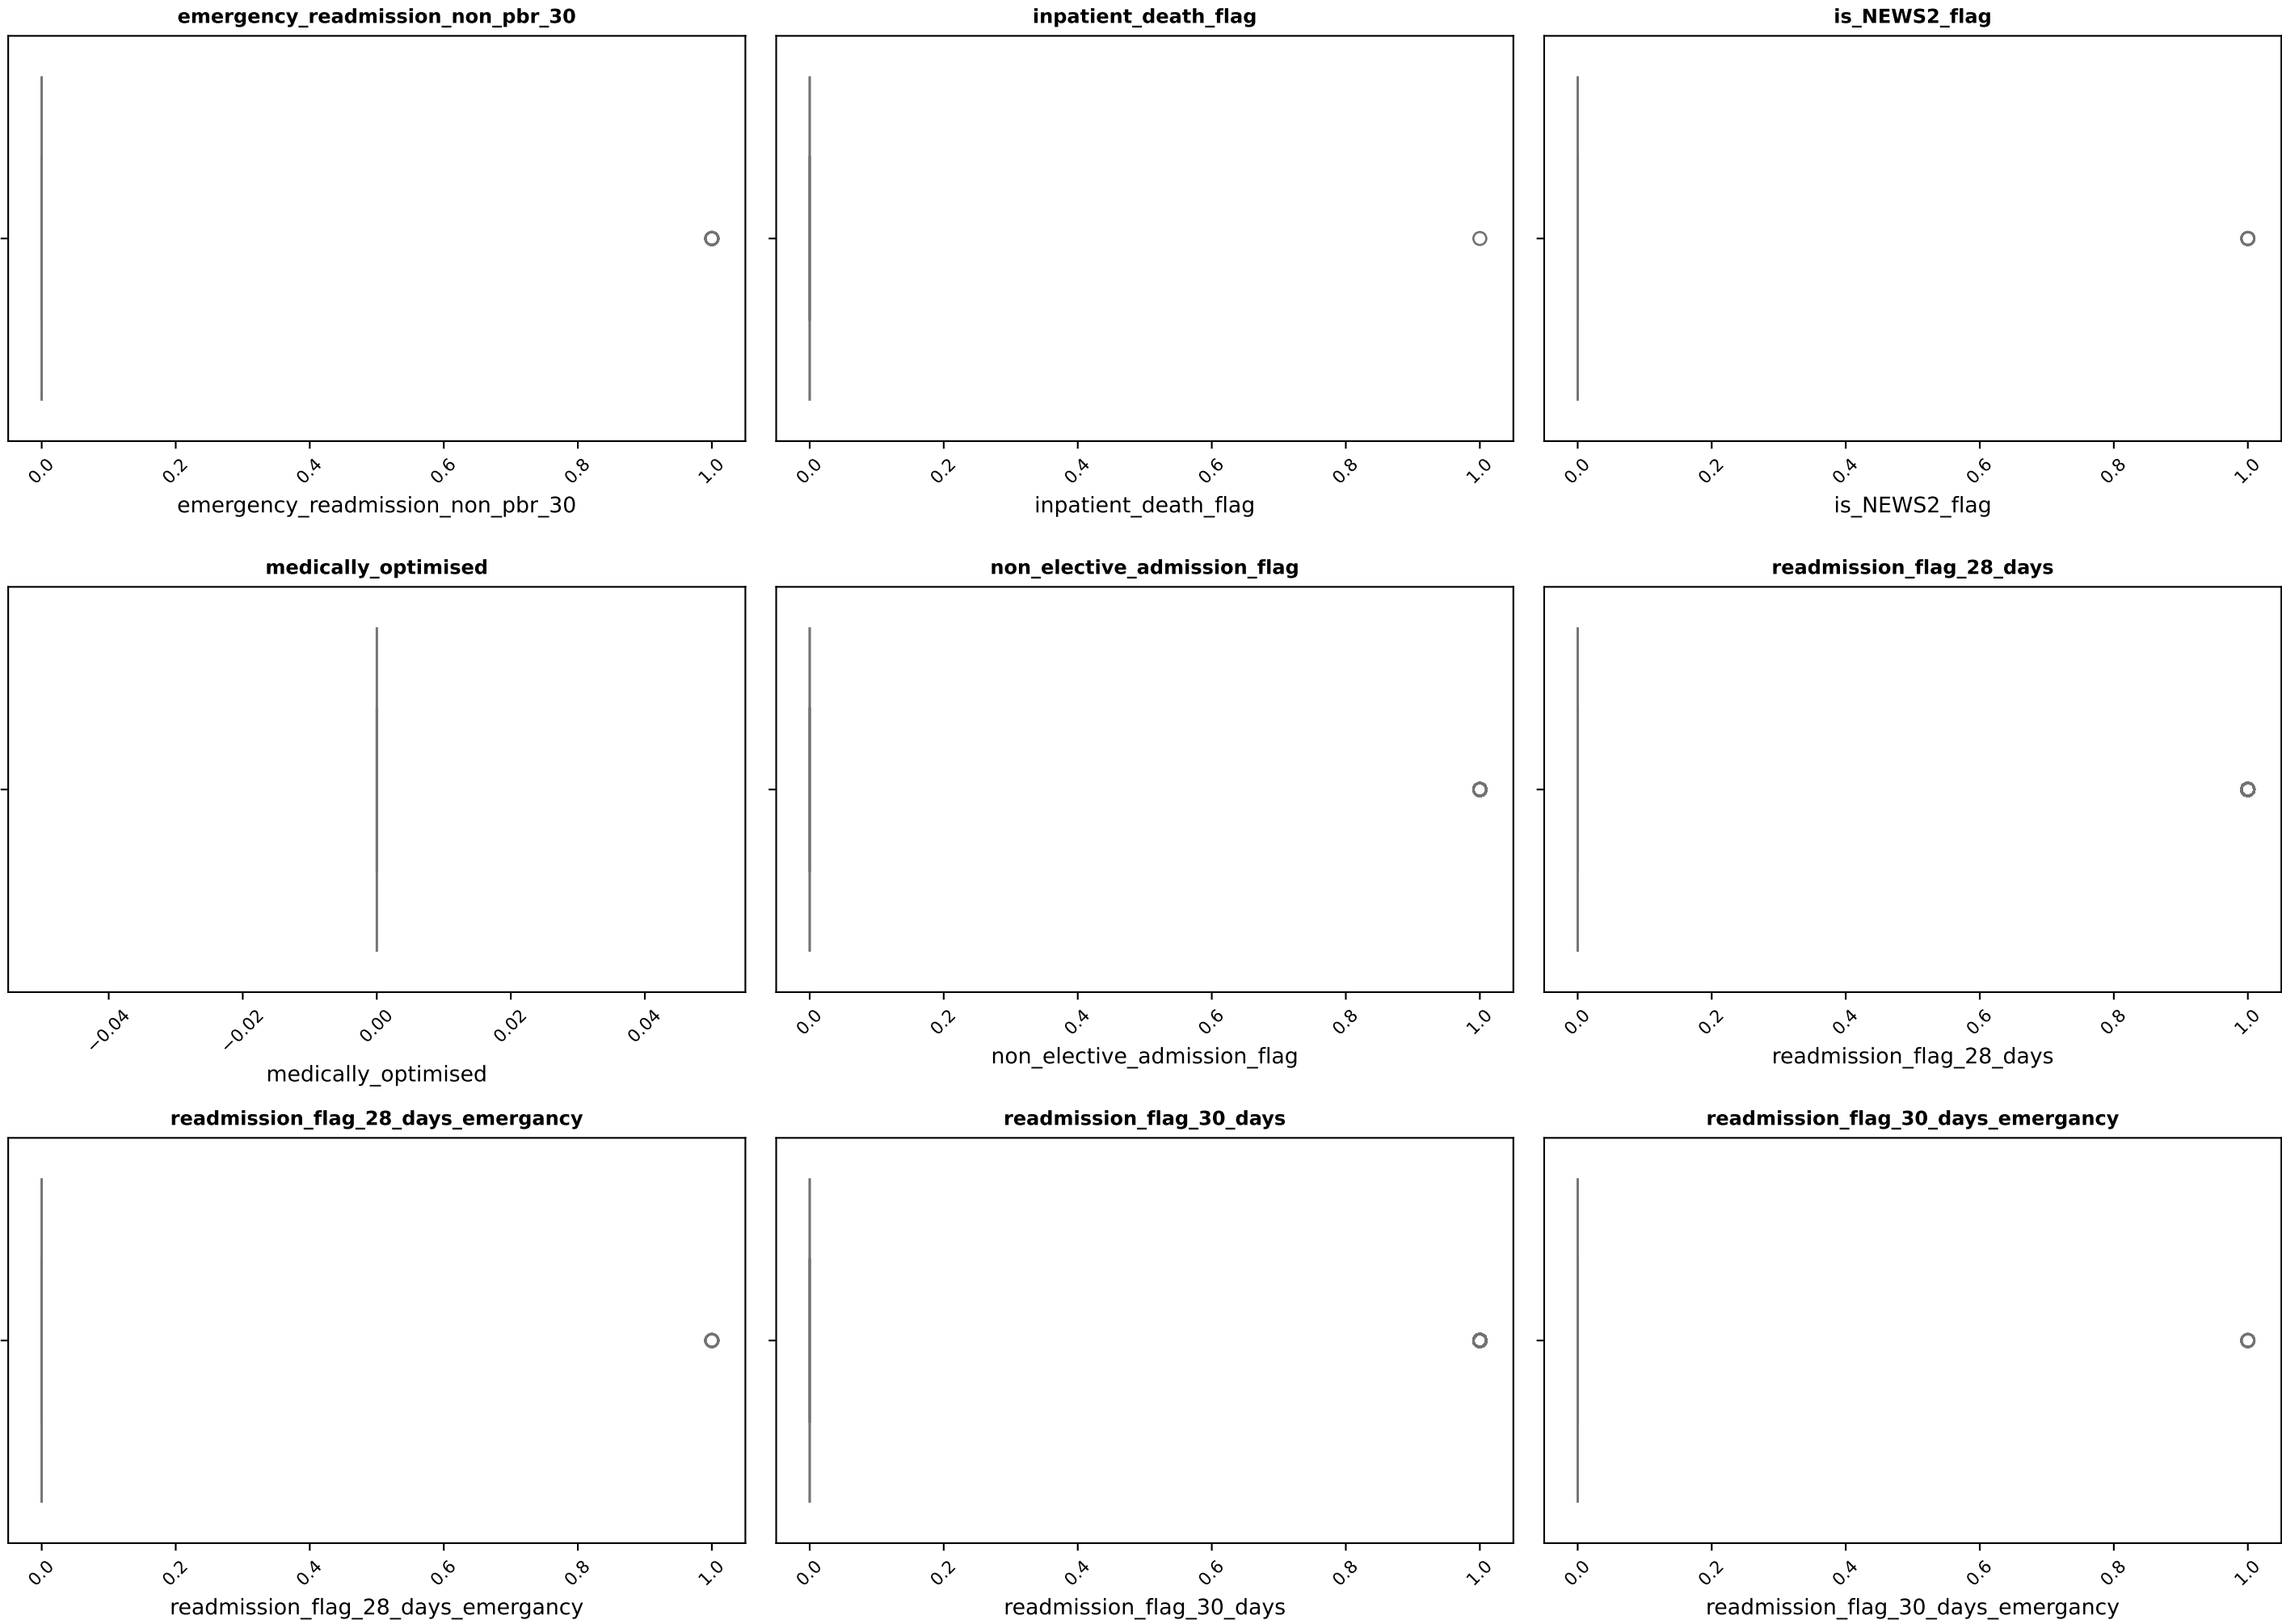 emergency_readmission_non_pbr_30
inpatient_death_flag
is_NEWS2_flag
0.0 0.2 0.4 0.6 0.8 1.0
0.0 0.2 0.4 0.6 0.8 1.0
0.0 0.2 0.4 0.6 0.8 1.0
emergency_readmission_non_pbr_30
inpatient_death_flag
is_NEWS2_flag
medically_optimised
non_elective_admission_flag
readmission_flag_28_days
−0.04 −0.02 0.00 0.02 0.04
0.0 0.2 0.4 0.6 0.8 1.0
0.0 0.2 0.4 0.6 0.8 1.0
medically_optimised
non_elective_admission_flag
readmission_flag_28_days
readmission_flag_28_days_emergancy
readmission_flag_30_days
readmission_flag_30_days_emergancy
0.0 0.2 0.4 0.6 0.8 1.0
0.0 0.2 0.4 0.6 0.8 1.0
0.0 0.2 0.4 0.6 0.8 1.0
readmission_flag_28_days_emergancy
readmission_flag_30_days
readmission_flag_30_days_emergancy